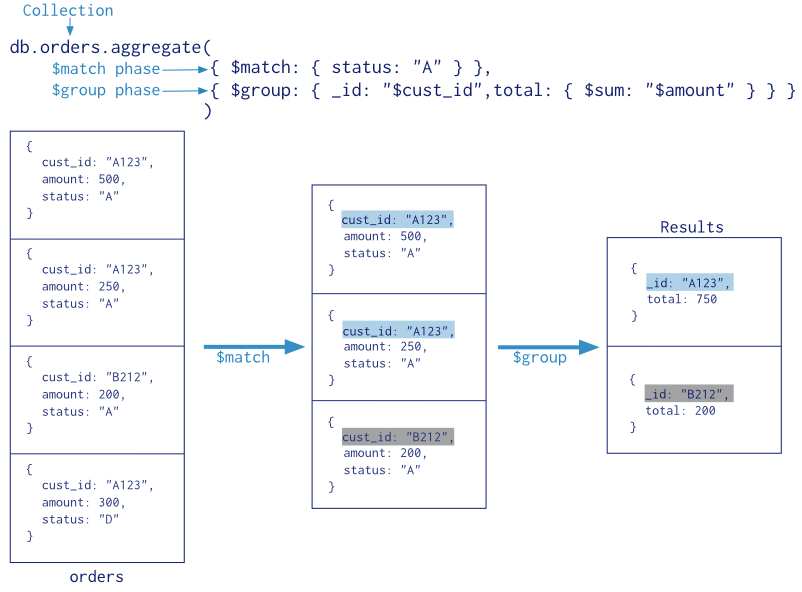 Collection
db.orders.aggregate(
$match phase { $match: { status: "A" } },
$group phase { $group: { _id: "$cust_id",total: { $sum: "$amount" } } }
)
{
cust_id: "A123",
amount: 500,
status: "A"
}
{
cust_id: "A123",
amount: 250,
status: "A"
}
{
cust_id: "B212",
amount: 200,
status: "A"
}
{
cust_id: "A123",
amount: 300,
status: "D"
}
orders
$match
{
cust_id: "A123",
amount: 500,
status: "A"
}
{
cust_id: "A123",
amount: 250,
status: "A"
}
{
cust_id: "B212",
amount: 200,
status: "A"
}
$group
Results
{
_id: "A123",
total: 750
}
{
_id: "B212",
total: 200
}